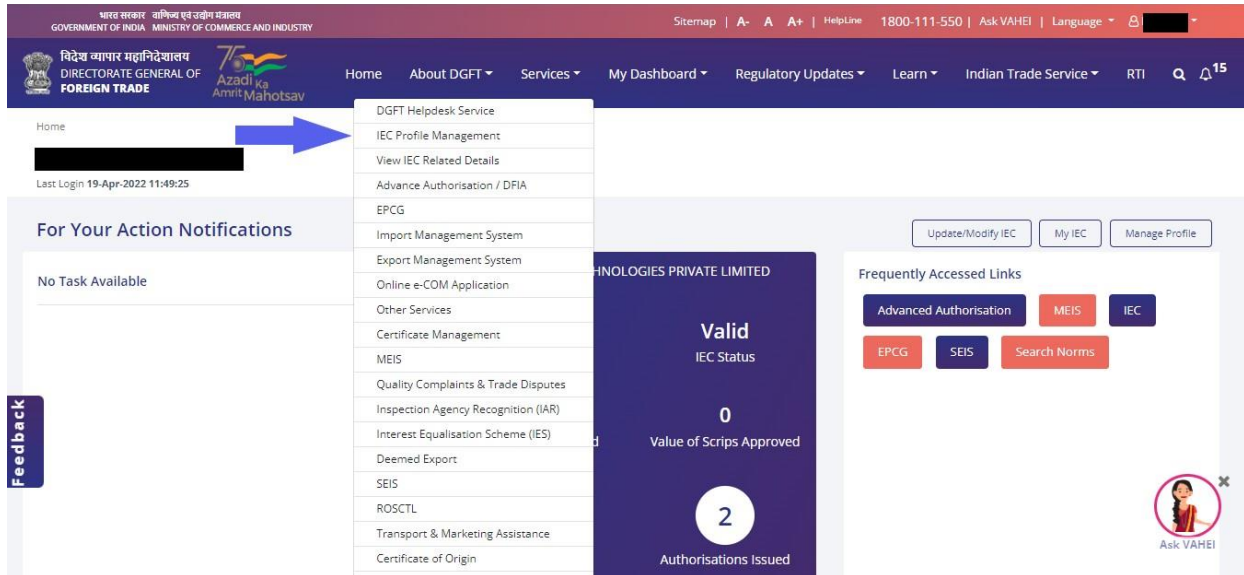 भारत सरकार वाणिज्य एवं उद्योग मंत्रालय
GOVERNMENT OF INDIA MINISTRY OF COMMERCE AND INDUSTRY
Sitemap | A- A A+ | HelpLine 1800-111-550 | Ask VAHEI | Language
विदेश व्यापार महानिदेशालय
DIRECTORATE GENERAL OF
FOREIGN TRADE
75
Azadi Ka
Amrit Mahotsav
Home About DGFT Services My Dashboard Regulatory Updates Learn Indian Trade Service RTI 15
Home
Last Login 19-Apr-2022 11:49:25
DGFT Helpdesk Service
IEC Profile Management
View IEC Related Details
Advance Authorisation / DFIA
EPCG
Import Management System
Export Management System
Online e-COM Application
Other Services
Certificate Management
MEIS
Quality Complaints & Trade Disputes
Inspection Agency Recognition (IAR)
Interest Equalisation Scheme (IES)
Deemed Export
SEIS
ROSCTL
Transport & Marketing Assistance
Certificate of Origin
For Your Action Notifications
Update/Modify IEC My IEC Manage Profile
No Task Available
HNOLOGIES PRIVATE LIMITED
Valid
IEC Status
0
d Value of Scrips Approved
2
Authorisations Issued
Frequently Accessed Links
Advanced Authorisation MEIS IEC
EPCG SEIS Search Norms
Feedback
Ask VAHEI